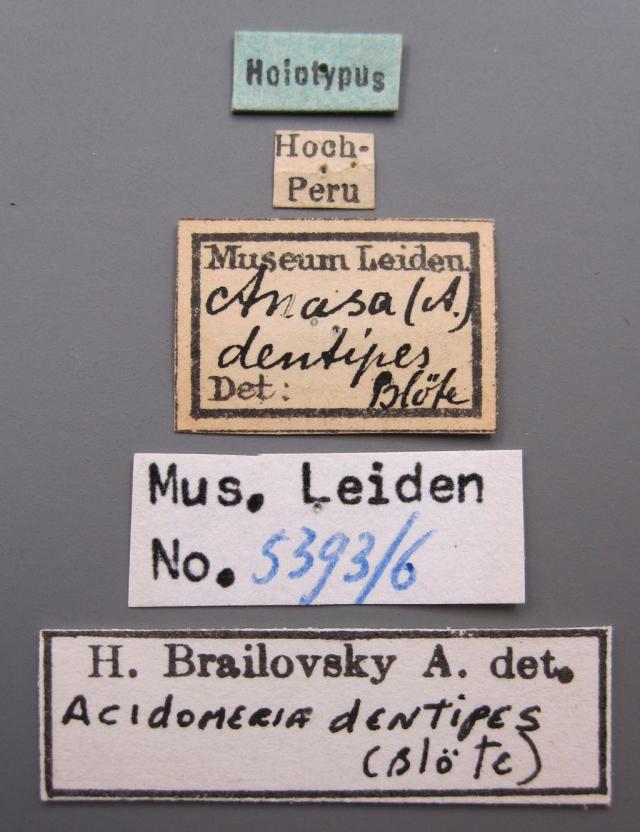 Holotypus
Hoch-
Peru
Museum Leiden.
Anasa (A.)
dentipes
Det: Blöte
Mus. Leiden
No. 5393/6
H. Brailovsky A. det.
ACIDOMERIA DENTIPES
(Blöte)